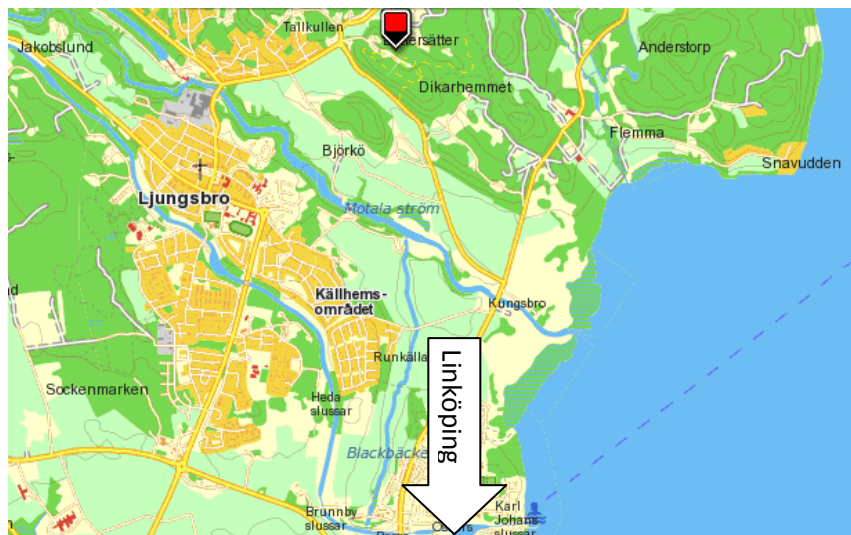 Tallkullen
Jakobslund
Anderstorp
Dikarhemmet
Flemma
Björkö
Snavudden
Ljungsbro
Motala ström
Källhems-
området
Kungsbro
Runkälla
Linköping
Sockenmarken
Heda
slussar
Blackbäcke
Brunnby
slussar
Karl
Johans
slussar